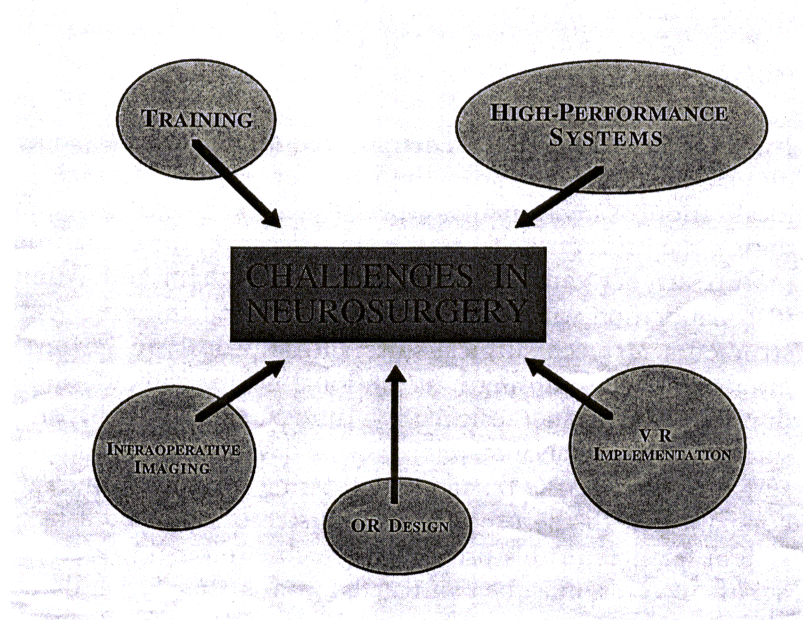 TRAINING
HIGH-PERFORMANCE
SYSTEMS
CHALLENGES IN
NEUROSURGERY
INTRAOPERATIVE
IMAGING
V R
IMPLEMENTATION
OR DESIGN